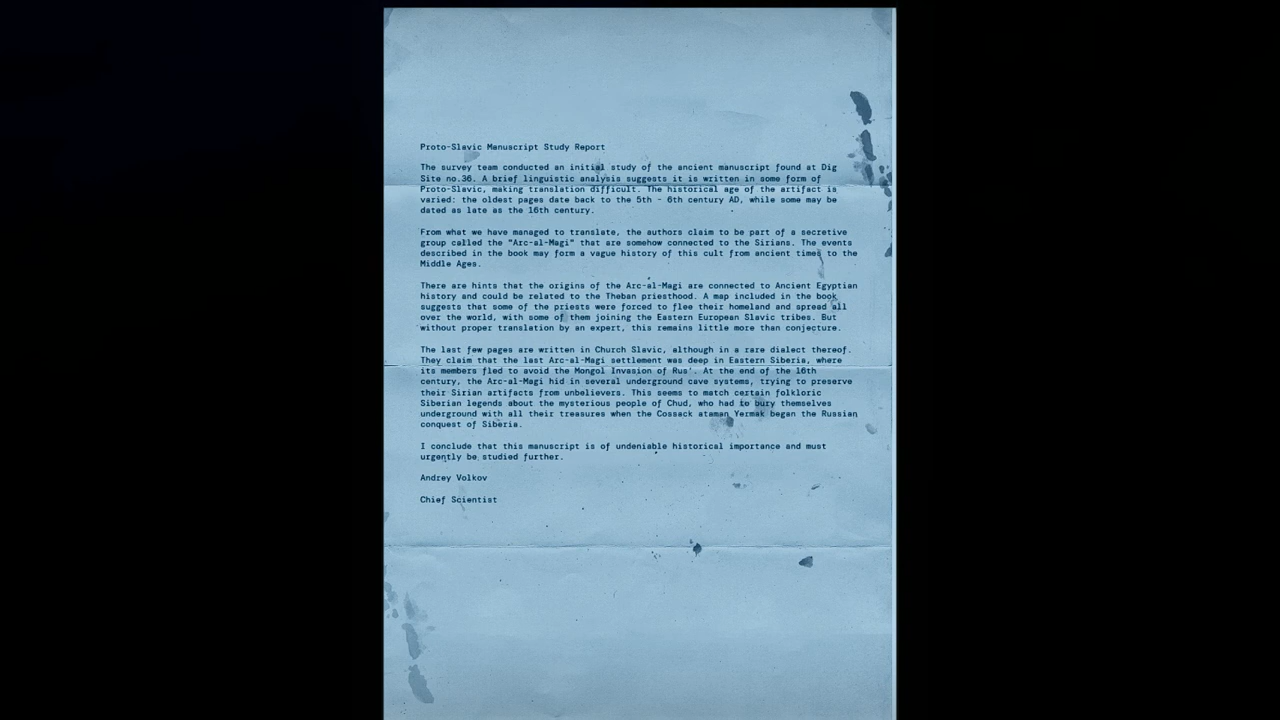 Proto-Slavic Manuscript Study Report
The survey team conducted an initial study of the ancient manuscript found at Dig
Site no.36. A brief linguistic analysis suggests it is written in some form of
Proto-Slavic, making translation difficult. The historical age of the artifact is
varied: the oldest pages date back to the 5th - 6th century AD, while some may be
dated as late as the 16th century.
From what we have managed to translate, the authors claim to be part of a secretive
group called the "Arc-al-Magi" that are somehow connected to the Sirians. The events
described in the book may form a vague history of this cult from ancient times to the
Middle Ages.
There are hints that the origins of the Arc-al-Magi are connected to Ancient Egyptian
history and could be related to the Theban priesthood. A map included in the book
suggests that some of the priests were forced to flee their homeland and spread all
over the world, with some of them joining the Eastern European Slavic tribes. But
without proper translation by an expert, this remains little more than conjecture.
The last few pages are written in Church Slavic, although in a rare dialect thereof.
They claim that the last Arc-al-Magi settlement was deep in Eastern Siberia, where
its members fled to avoid the Mongol Invasion of Rus'. At the end of the 16th
century, the Arc-al-Magi hid in several underground cave systems, trying to preserve
their Sirian artifacts from unbelievers. This seems to match certain folkloric
Siberian legends about the mysterious people of Chud, who had to bury themselves
underground with all their treasures when the Cossack ataman Yermak began the Russian
conquest of Siberia.
I conclude that this manuscript is of undeniable historical importance and must
urgently be studied further.
Andrey Volkov
Chief Scientist